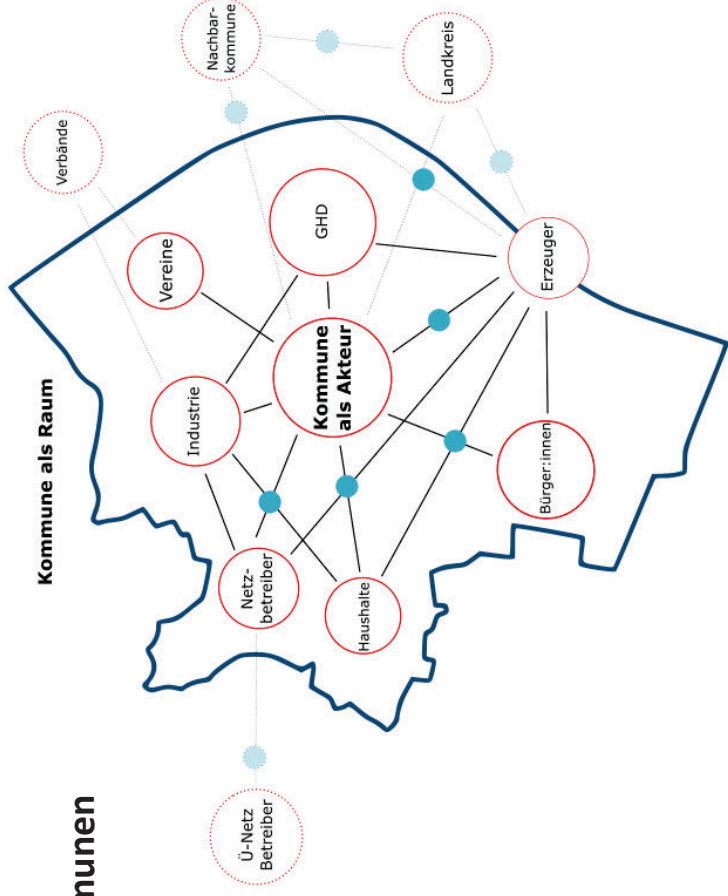 munen
Kommune als Raum
Verbände
Nachbar-
kommune
Landkreis
Vereine
GHD
Industrie
Kommune
als Akteur
Erzeuger
Netz-
betreiber
Haushalte
Bürger:innen
Ü-Netz
Betreiber